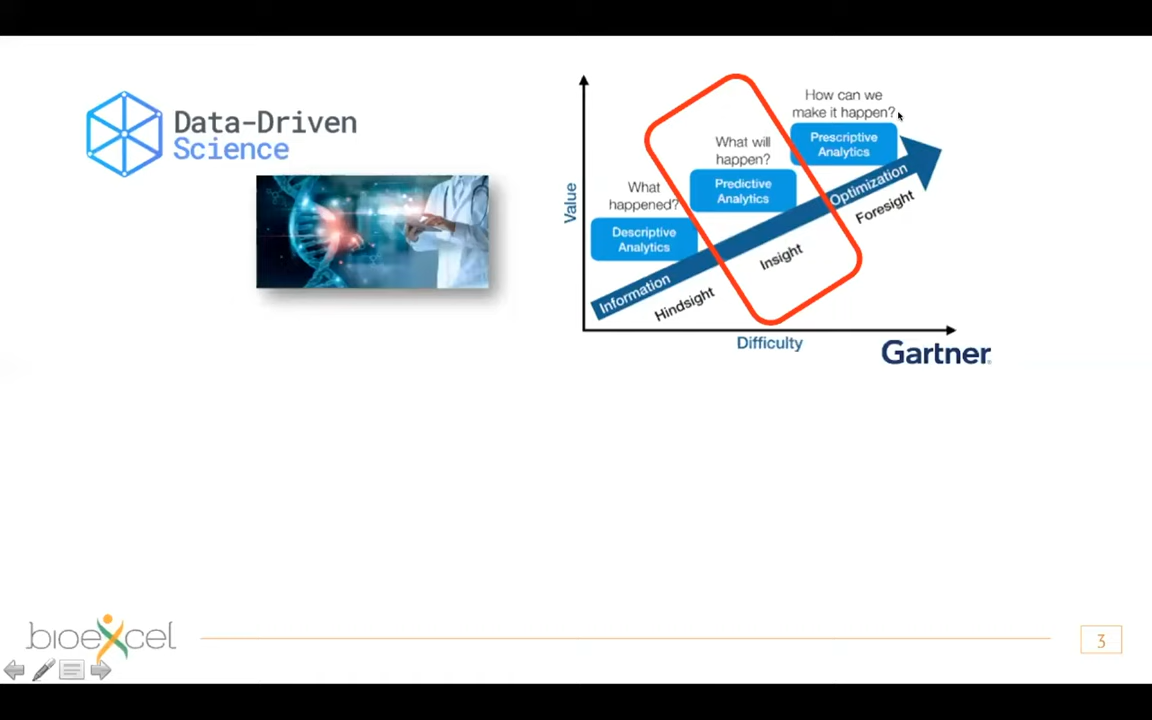 Data-Driven
Science
How can we
make it happen?
Prescriptive
Analytics
What will
happen?
Predictive
Analytics
What
happened?
Descriptive
Analytics
Value
Information
Optimization
Hindsight
Insight
Foresight
Difficulty
Gartner
bioexcel
3